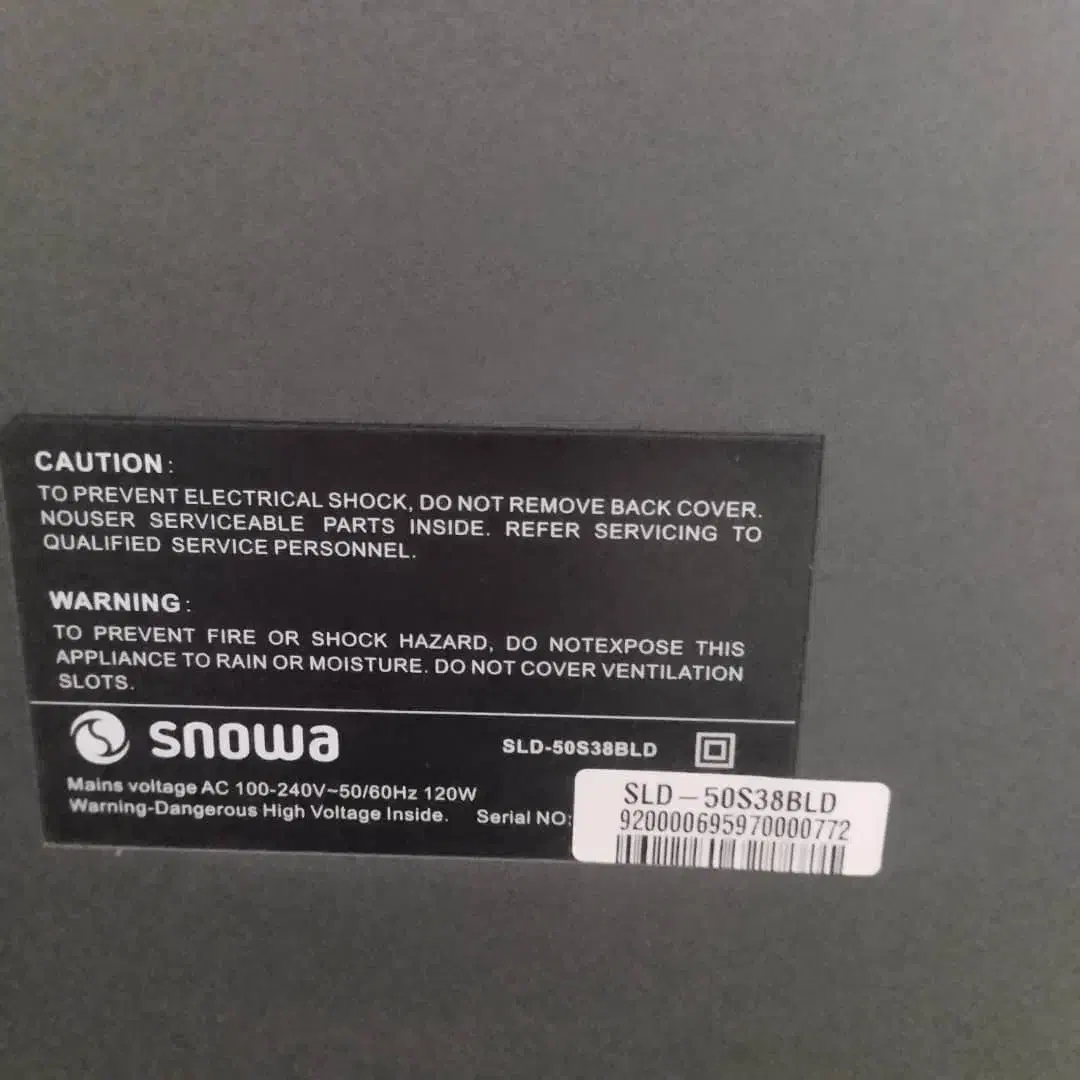 CAUTION:
TO PREVENT ELECTRICAL SHOCK, DO NOT REMOVE BACK COVER.
NOUSER SERVICEABLE PARTS INSIDE. REFER SERVICING TO
QUALIFIED SERVICE PERSONNEL.
WARNING:
TO PREVENT FIRE OR SHOCK HAZARD, DO NOTEXPOSE THIS
APPLIANCE TO RAIN OR MOISTURE. DO NOT COVER VENTILATION
SLOTS.
snowa
SLD-50S38BLD
Mains voltage AC 100-240V~50/60Hz 120W
Warning-Dangerous High Voltage Inside. Serial NO:
SLD-50S38BLD
920000695970000772